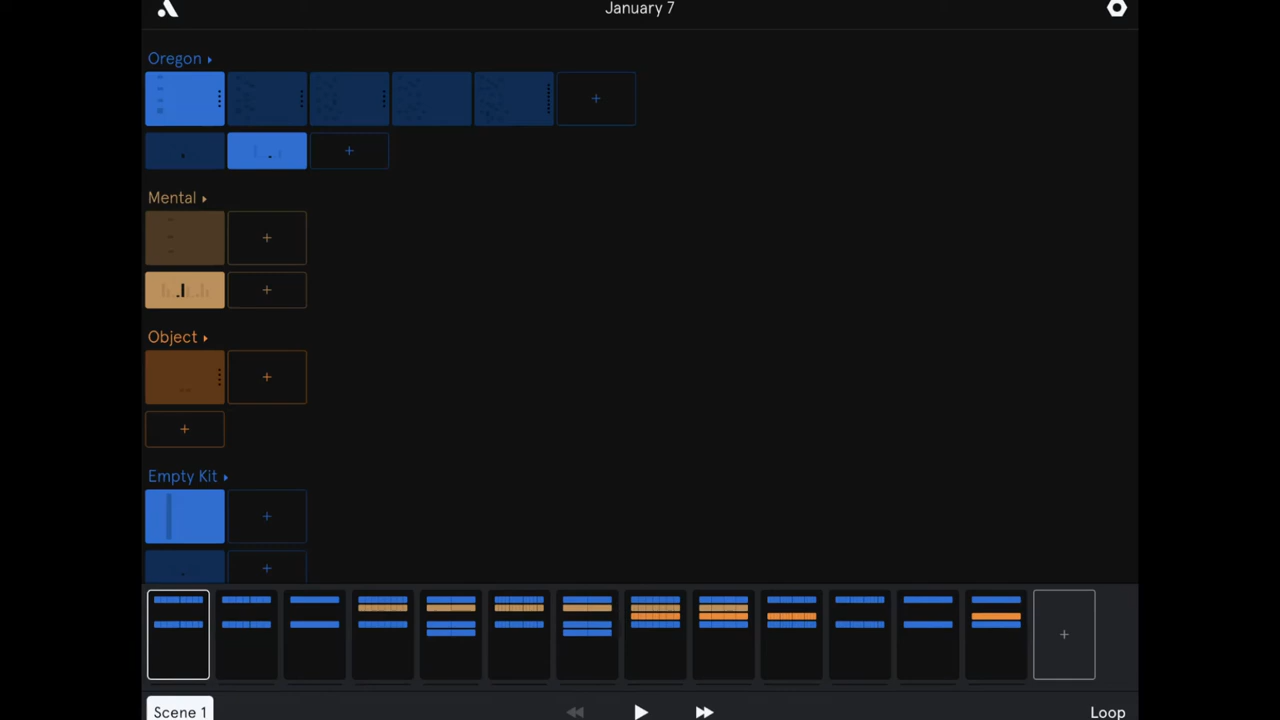 January 7
Oregon
Mental
Object
Empty Kit
Scene 1
Loop